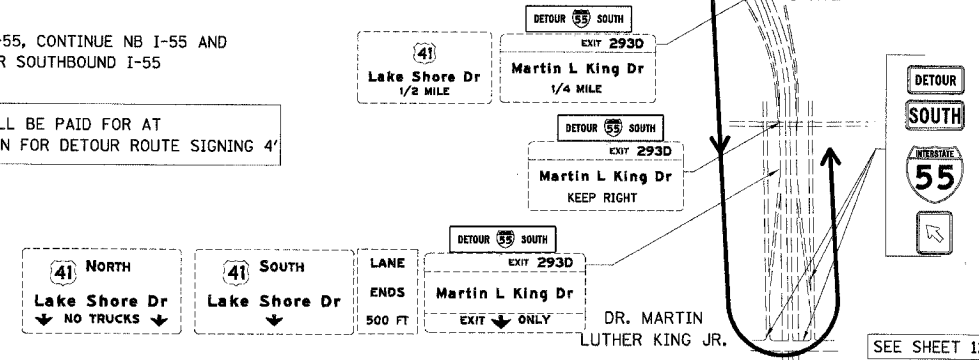 -55, CONTINUE NB I-55 AND
R SOUTHBOUND I-55
LL BE PAID FOR AT
N FOR DETOUR ROUTE SIGNING 4'
DETOUR 55 SOUTH
41
Lake Shore Dr
1/2 MILE
EXIT 293D
Martin L King Dr
1/4 MILE
DETOUR 55 SOUTH
EXIT 293D
Martin L King Dr
KEEP RIGHT
DETOUR 55 SOUTH
41 NORTH
Lake Shore Dr
NO TRUCKS
41 SOUTH
Lake Shore Dr
LANE
ENDS
500 FT
EXIT 293D
Martin L King Dr
EXIT ONLY
DR. MARTIN
LUTHER KING JR.
DETOUR
SOUTH
INTERSTATE
55
SEE SHEET 1